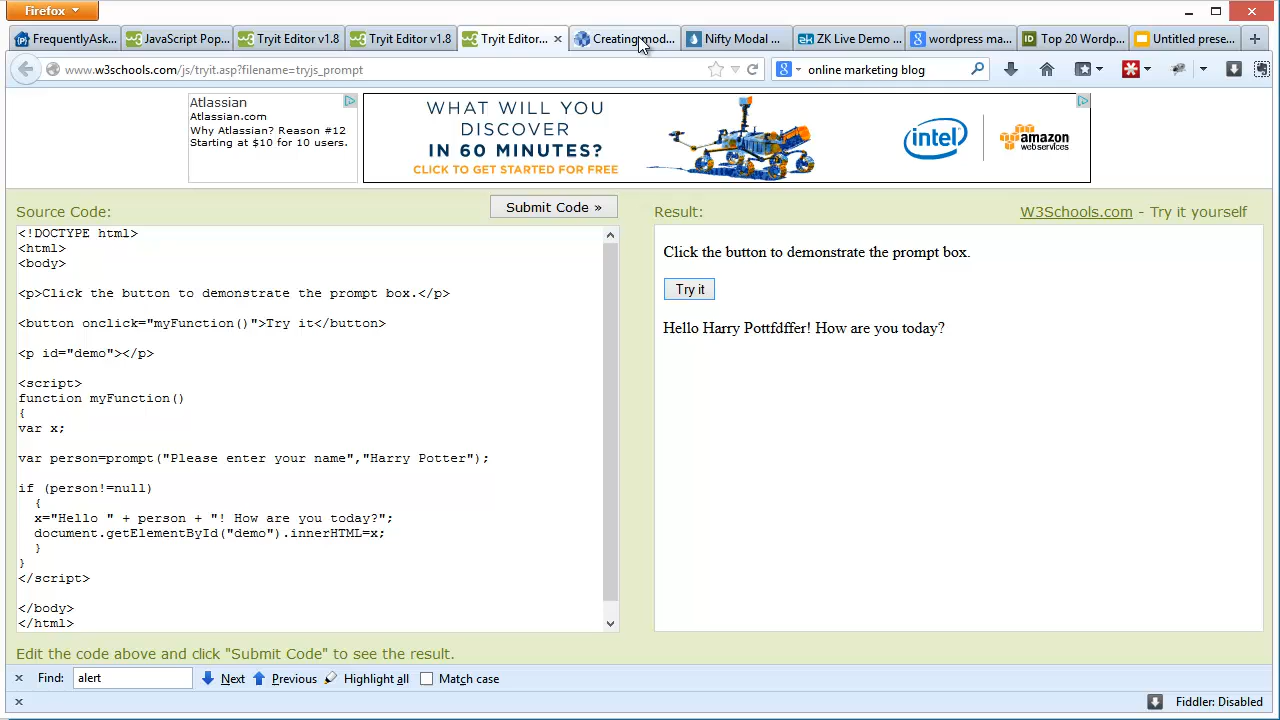 Firefox
FrequentlyAsk...
JavaScript Pop...
Tryit Editor v1.8
Tryit Editor v1.8
Tryit Editor...
Creating mod...
Nifty Modal ...
ZK Live Demo ...
wordpress ma...
Top 20 Wordp...
Untitled prese...
www.w3schools.com/js/tryit.asp?filename=tryjs_prompt
online marketing blog
Atlassian
Atlassian.com
Why Atlassian? Reason #12
Starting at $10 for 10 users.
WHAT WILL YOU
DISCOVER
IN 60 MINUTES?
CLICK TO GET STARTED FOR FREE
intel
amazon
web services
Source Code:
Submit Code »
Result:
W3Schools.com - Try it yourself
<!DOCTYPE html>
<html>
<body>
<p>Click the button to demonstrate the prompt box.</p>
<button onclick="myFunction()">Try it</button>
<p id="demo"></p>
<script>
function myFunction()
{
var x;
var person=prompt("Please enter your name","Harry Potter");
if (person!=null)
{
x="Hello " + person + "! How are you today?";
document.getElementById("demo").innerHTML=x;
}
}
</script>
</body>
</html>
Click the button to demonstrate the prompt box.
Try it
Hello Harry Pottfdffer! How are you today?
Edit the code above and click "Submit Code" to see the result.
Find:
alert
Next
Previous
Highlight all
Match case
Fiddler: Disabled